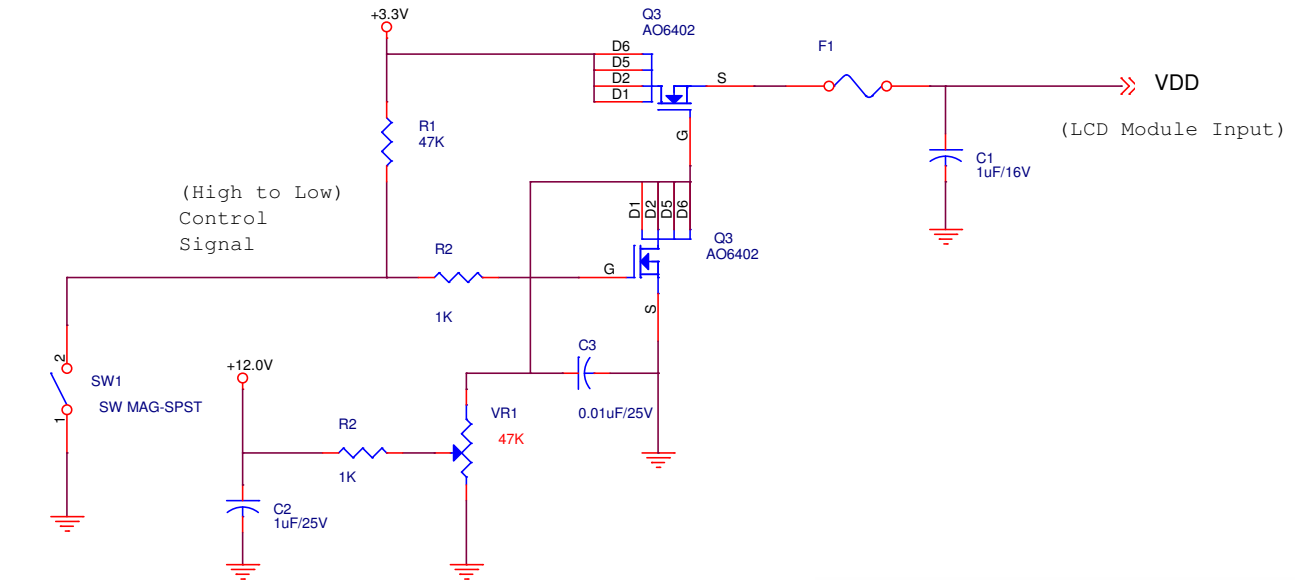 +3.3V
Q3
AO6402
D6
D5
D2
D1
S
G
F1
VDD
(LCD Module Input)
R1
47K
C1
1uF/16V
(High to Low)
Control
Signal
D1
D2
D5
D6
Q3
AO6402
R2
1K
G
S
2
SW1
SW MAG-SPST
1
+12.0V
C3
0.01uF/25V
R2
1K
VR1
47K
C2
1uF/25V